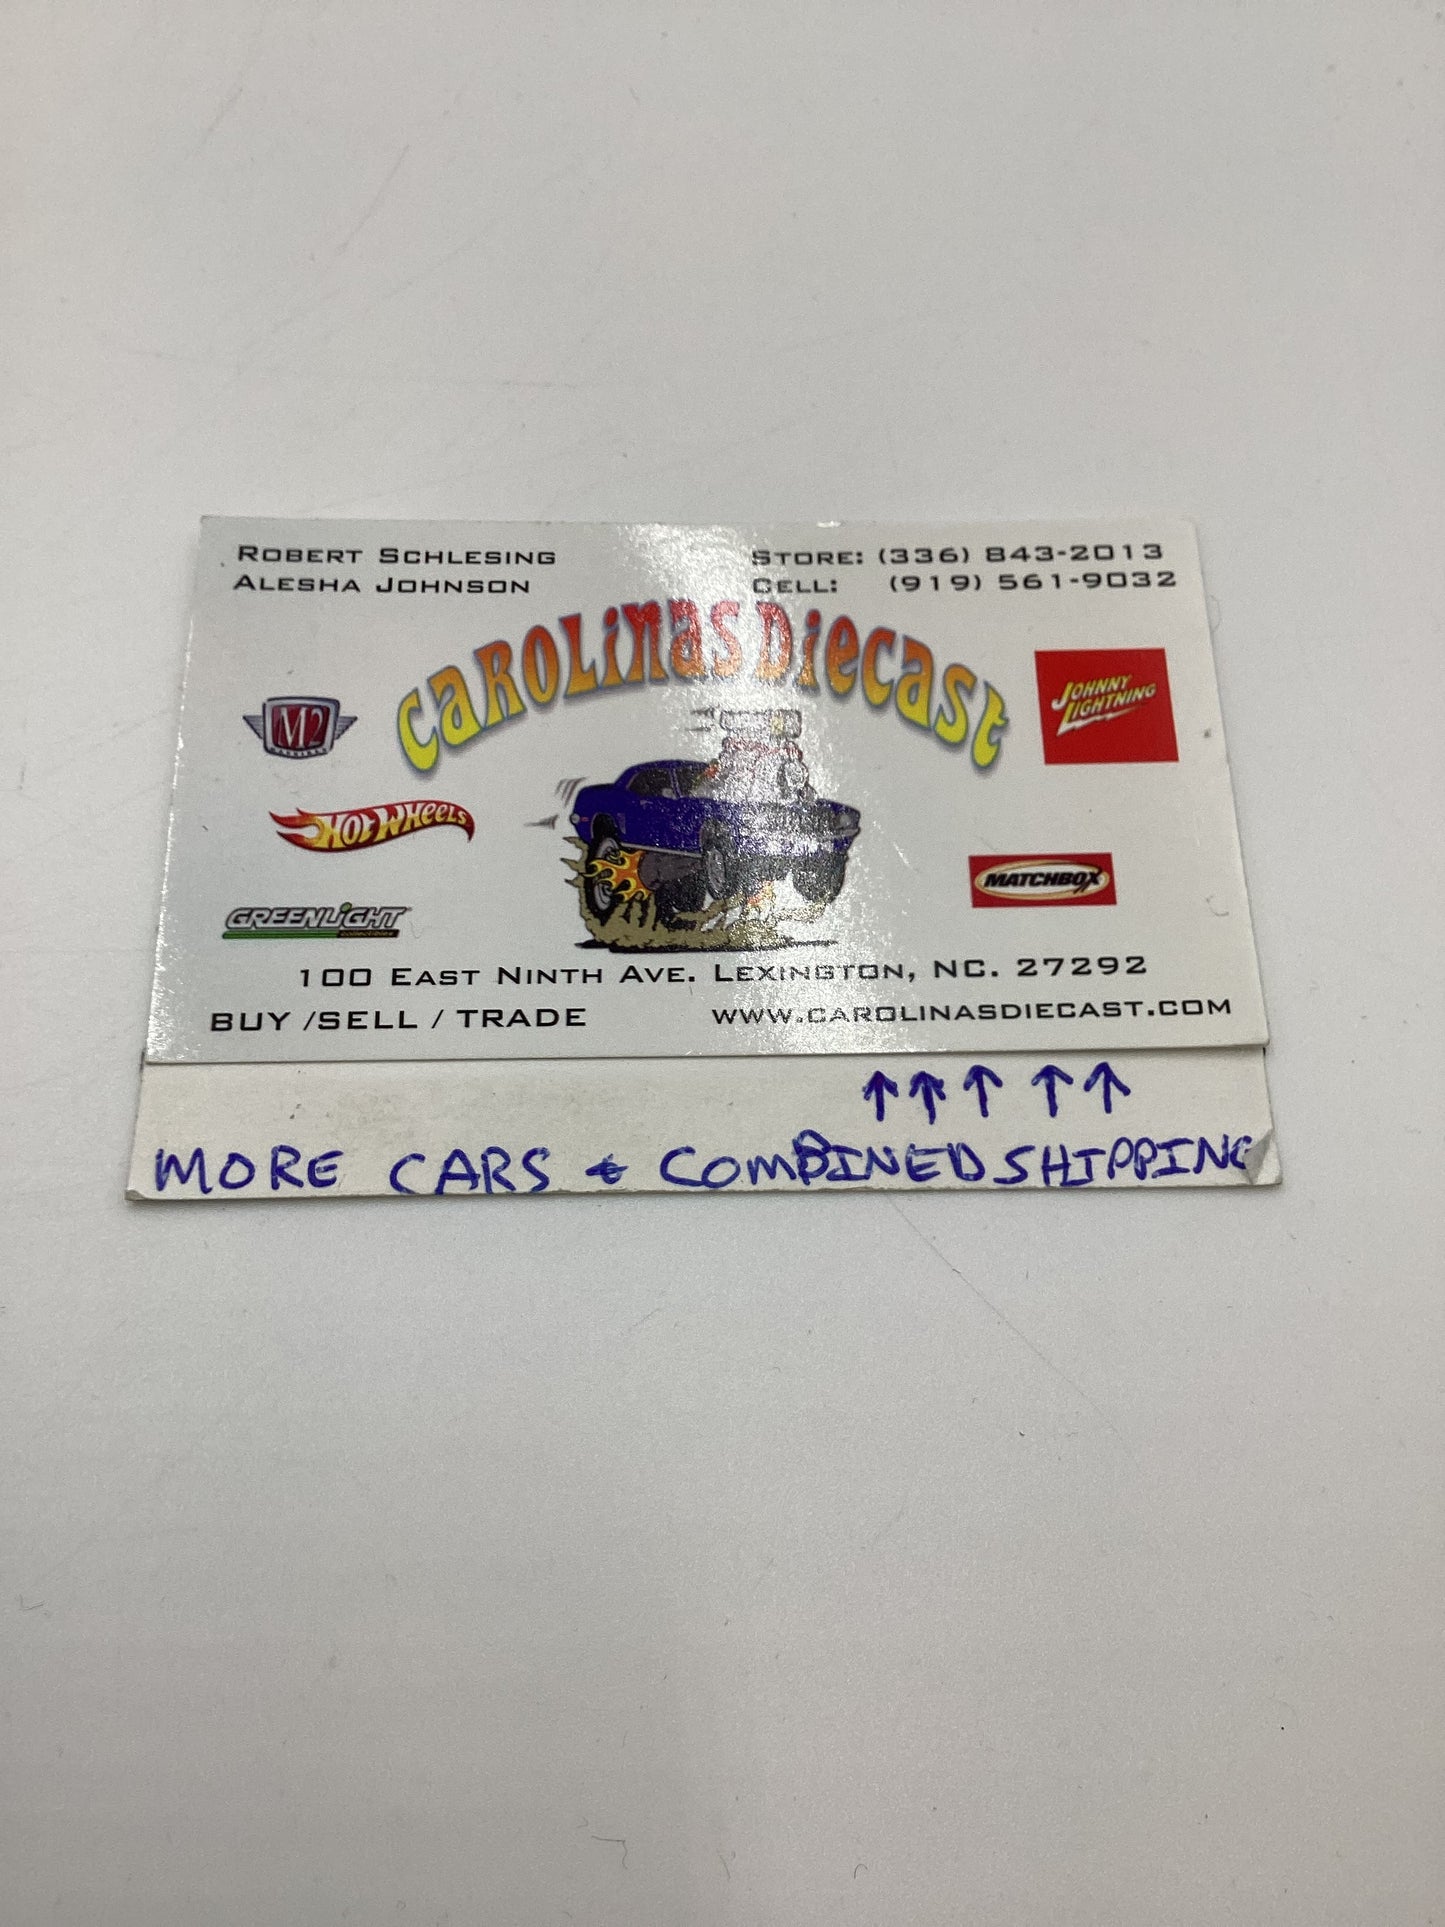 ROBERT SCHLESING
ALESHA JOHNSON
STORE: (336) 843-2013
CELL: (919) 561-9032
CAROLINAS DIECAST
M2
MACHINES
JOHNNY
LIGHTNING
HOT WHEELS
MATCHBOX
GREENLIGHT
collectibles
100 EAST NINTH AVE. LEXINGTON, NC. 27292
BUY /SELL / TRADE
WWW.CAROLINASDIECAST.COM
↑ ↑ ↑ ↑ ↑
MORE CARS & COMBINED SHIPPING